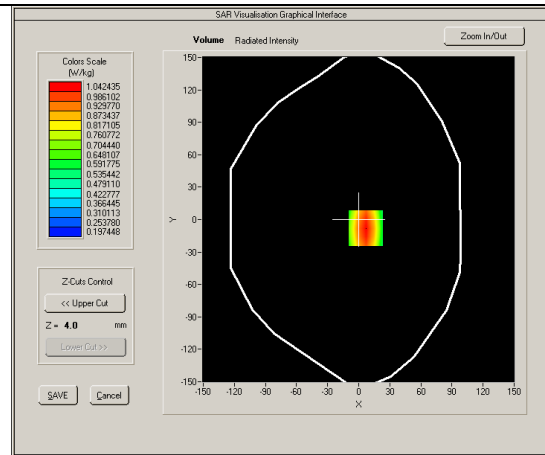 SAR Visualisation Graphical Interface
Volume Radiated Intensity
Zoom In/Out
Colors Scale
(W/kg)
1.042435
0.986102
0.929770
0.873437
0.817105
0.760772
0.704440
0.648107
0.591775
0.535442
0.479110
0.422777
0.366445
0.310113
0.253780
0.197448
Z-Cuts Control
<< Upper Cut
Z = 4.0 mm
Lower Cut >>
SAVE Cancel
150
120
90
60
30
0
-30
-60
-90
-120
-150
Y
-150 -120 -90 -60 -30 0 30 60 90 120 150
X